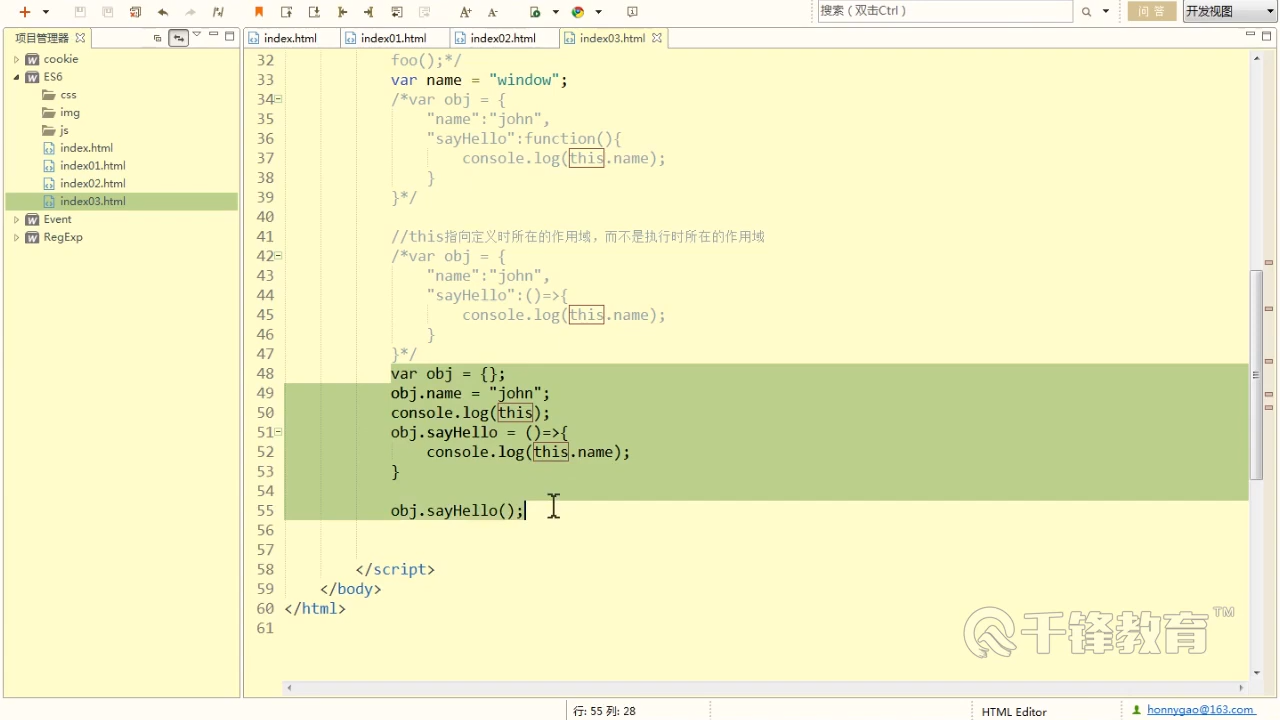 搜索(双击Ctrl)
问答
开发视图
项目管理器
index.html
index01.html
index02.html
index03.html
cookie
ES6
css
img
js
index.html
index01.html
index02.html
index03.html
Event
RegExp
32 foo();*/
33 var name = "window";
34 /*var obj = {
35 "name":"john",
36 "sayHello":function(){
37 console.log(this.name);
38 }
39 }*/
40
41 //this指向定义时所在的作用域，而不是执行时所在的作用域
42 /*var obj = {
43 "name":"john",
44 "sayHello":()=>{
45 console.log(this.name);
46 }
47 }*/
48 var obj = {};
49 obj.name = "john";
50 console.log(this);
51 obj.sayHello = ()=>{
52 console.log(this.name);
53 }
54
55 obj.sayHello();
56
57
58 </script>
59 </body>
60 </html>
61
千锋教育™
行: 55 列: 28
HTML Editor
honnygao@163.com